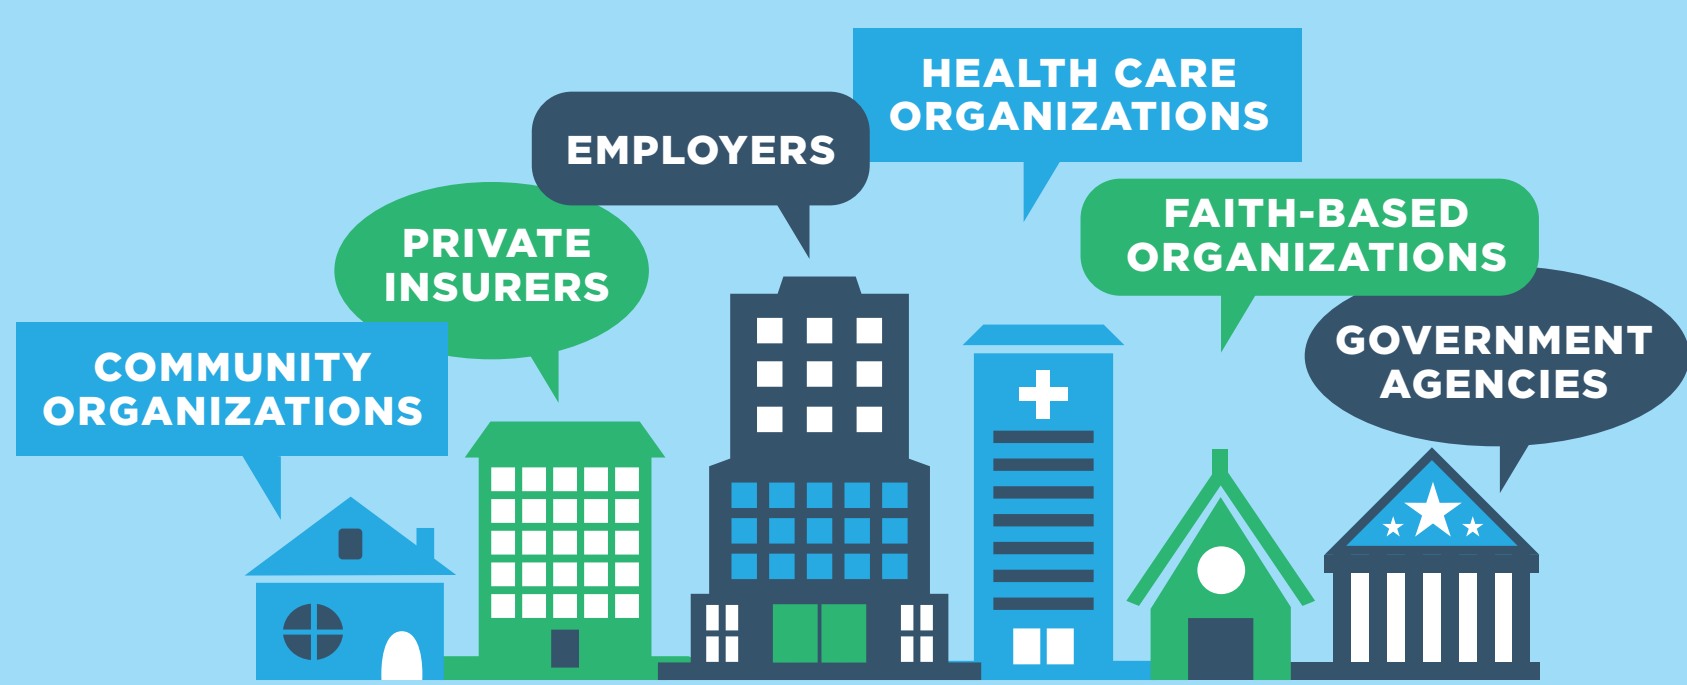 HEALTH CARE
ORGANIZATIONS
EMPLOYERS
PRIVATE
INSURERS
FAITH-BASED
ORGANIZATIONS
COMMUNITY
ORGANIZATIONS
GOVERNMENT
AGENCIES